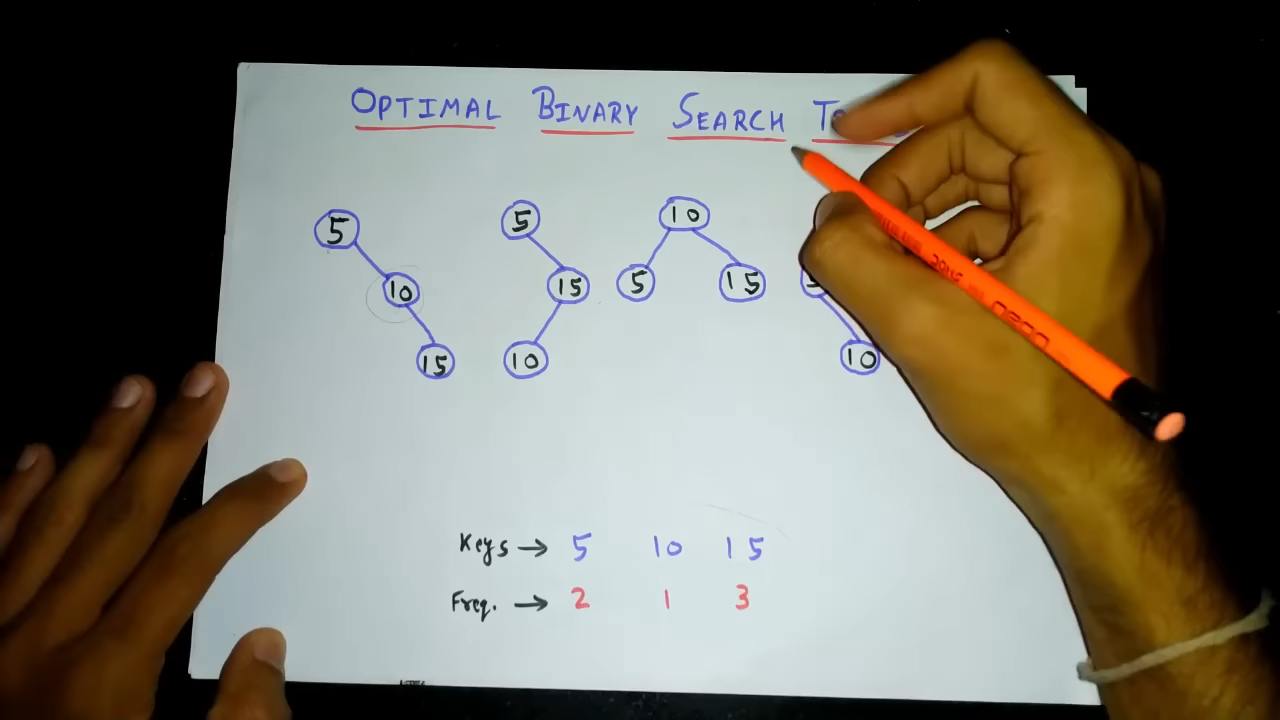 OPTIMAL BINARY SEARCH
5 5 10
10 15 5 15
15 10 10
Keys → 5 10 15
Freq. → 2 1 3